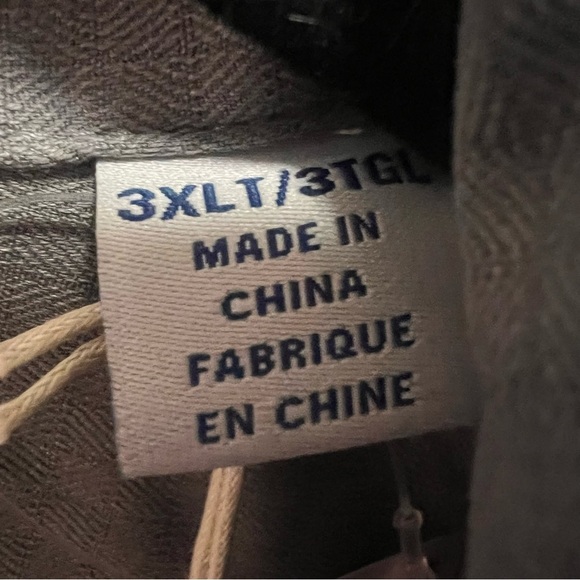 3XLT/3TGL
MADE IN
CHINA
FABRIQUE
EN CHINE